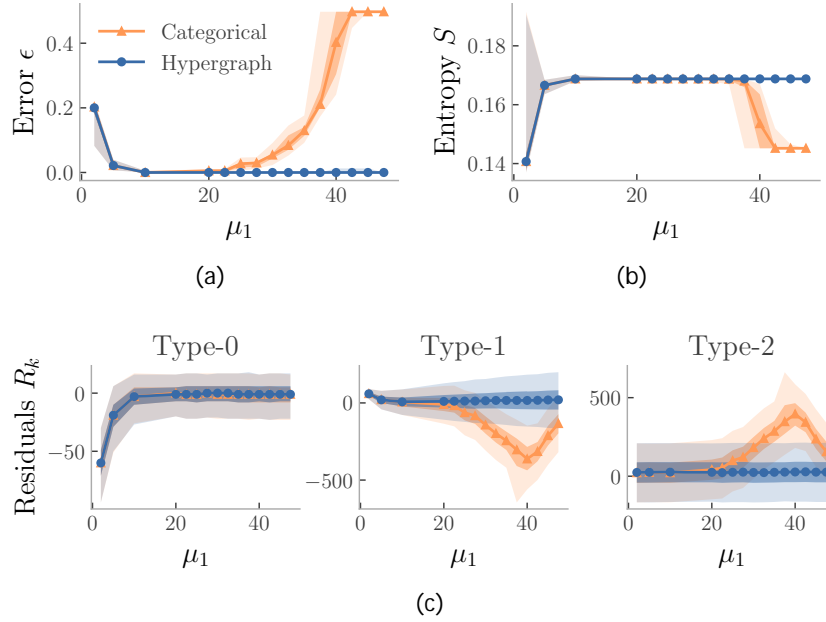 Error ϵ
0.4
0.2
0.0
Categorical
Hypergraph
0
20
40
μ₁
(a)
Entropy S
0.18
0.16
0.14
0
20
40
μ₁
(b)
Residuals R_k
Type-0
0
−50
0
20
40
μ₁
Type-1
0
−500
0
20
40
μ₁
Type-2
500
0
0
20
40
μ₁
(c)